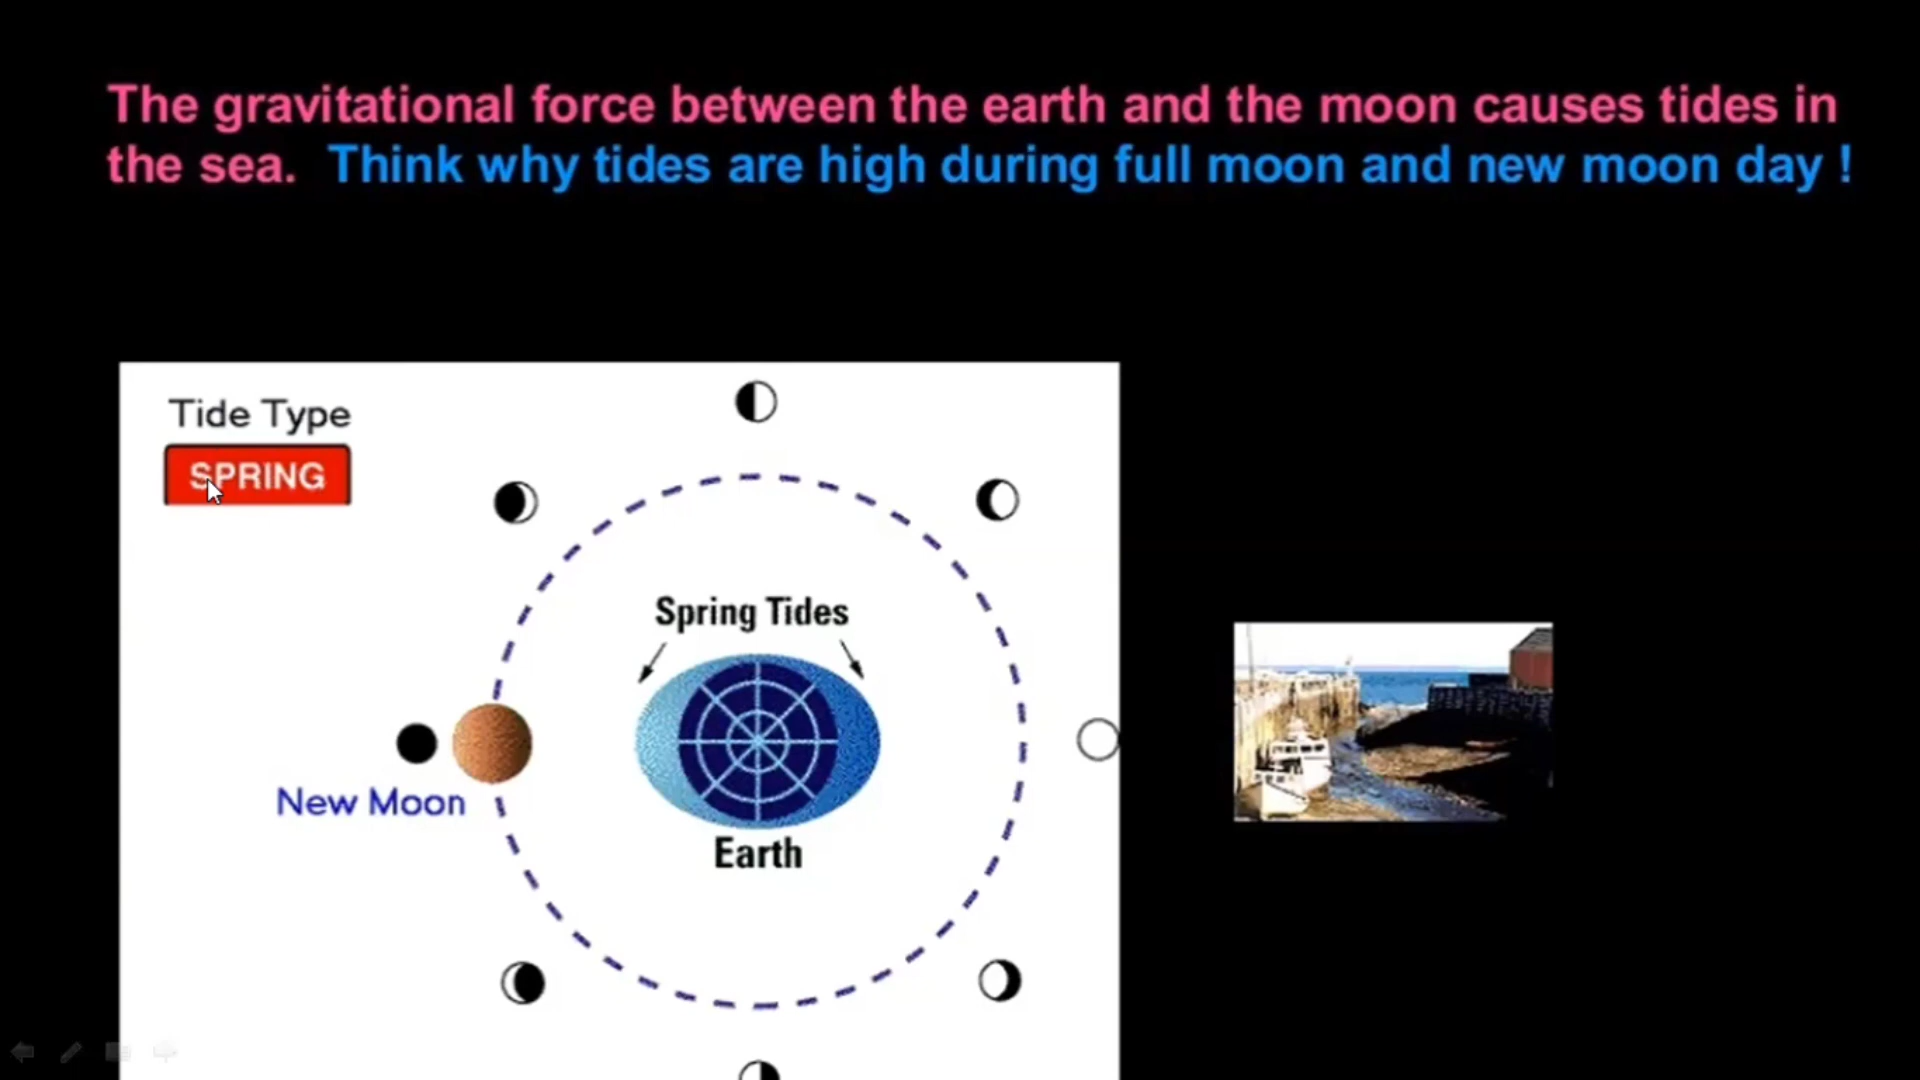 The gravitational force between the earth and the moon causes tides in
the sea. Think why tides are high during full moon and new moon day !
Tide Type
SPRING
Spring Tides
New Moon
Earth